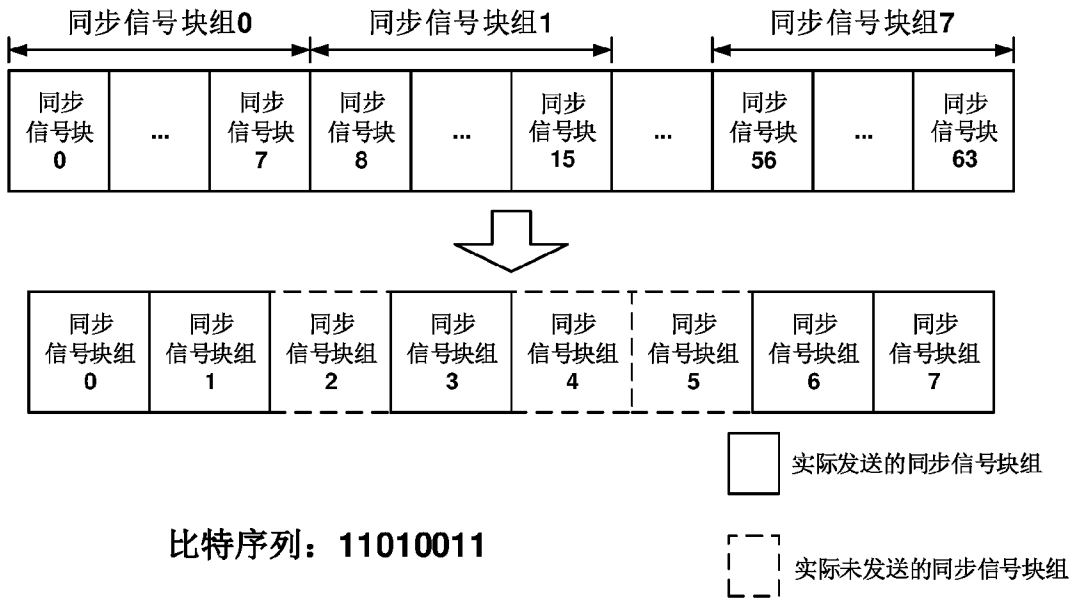 同步信号块组0 同步信号块组1 同步信号块组7
同步 同步 同步 同步 同步 同步
信号块 ... 信号块 信号块 ... 信号块 ... 信号块 ... 信号块
0 7 8 15 56 63
同步 同步 同步 同步 同步 同步 同步 同步
信号块组 信号块组 信号块组 信号块组 信号块组 信号块组 信号块组 信号块组
0 1 2 3 4 5 6 7
实际发送的同步信号块组
比特序列：11010011
实际未发送的同步信号块组